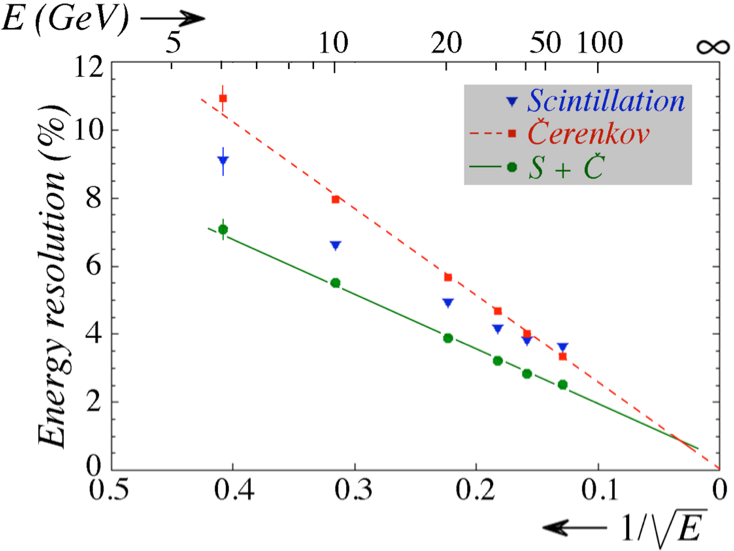 E (GeV)
5 10 20 50 100 ∞
12
10
8
6
4
2
0
Energy resolution (%)
Scintillation
Čerenkov
S + Č
0.5 0.4 0.3 0.2 0.1 0
1/√E